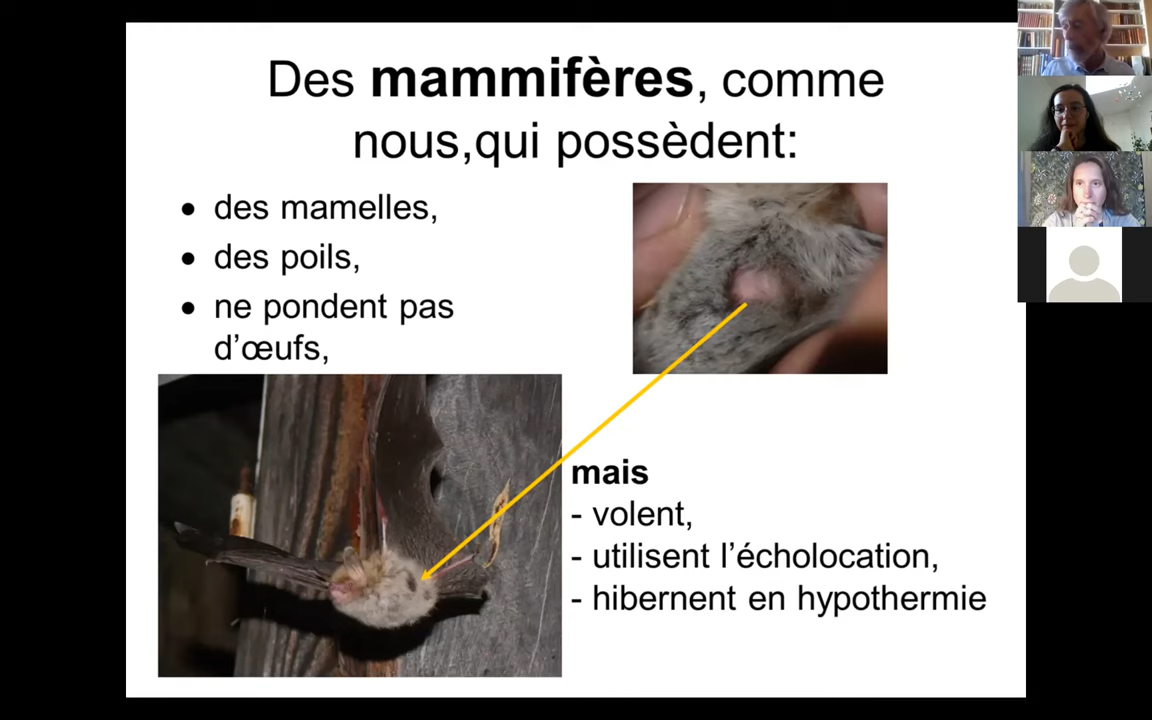 Des mammifères, comme
nous,qui possèdent:
• des mamelles,
• des poils,
• ne pondent pas
d’œufs,
mais
- volent,
- utilisent l’écholocation,
- hibernent en hypothermie